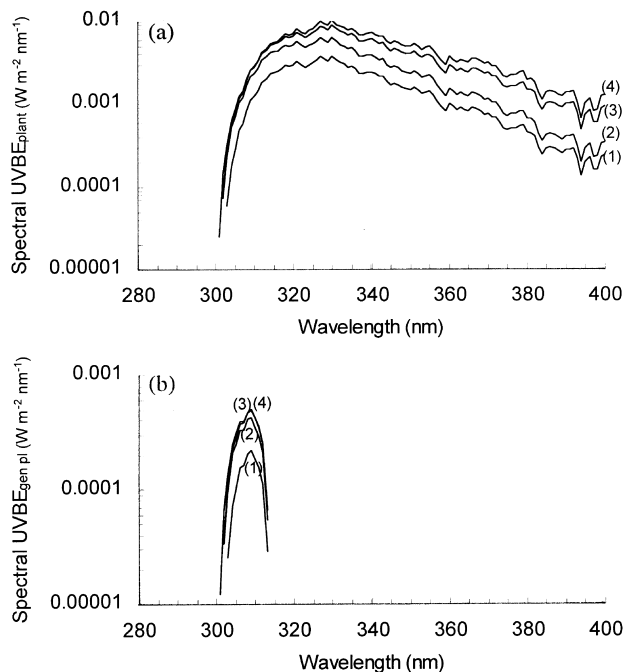 (a)
Spectral UVBEplant (W m-2 nm-1)
0.01
0.001
0.0001
0.00001
(4)
(3)
(2)
(1)
280 300 320 340 360 380 400
Wavelength (nm)
(b)
Spectral UVBEgen pl (W m-2 nm-1)
0.001
0.0001
0.00001
(3) (4)
(2)
(1)
280 300 320 340 360 380 400
Wavelength (nm)